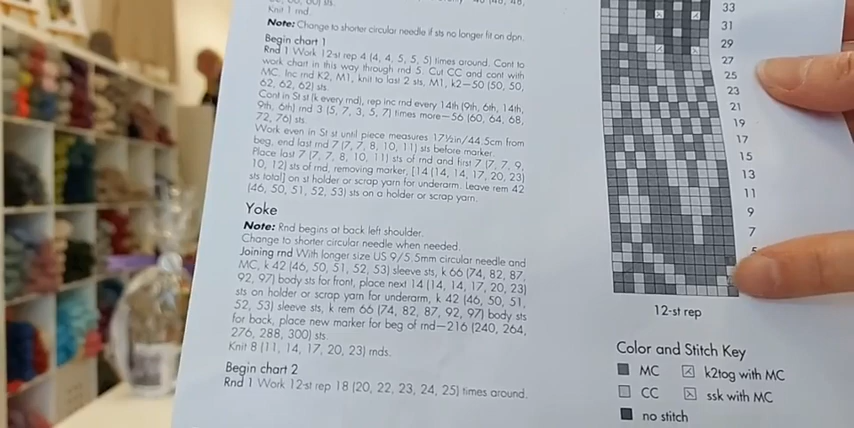 Knit 1 rnd.
Note: Change to shorter circular needle if sts no longer fit on dpn.
Begin chart 1
Rnd 1 Work 12-st rep 4 (4, 4, 5, 5, 5) times around. Cont to
work chart in this way through rnd 5. Cut CC and cont with
MC. Inc rnd K2, M1, knit to last 2 sts, M1, k2—50 (50, 50,
62, 62, 62) sts.
Cont in St st (k every rnd), rep inc rnd every 14th (9th, 6th, 14th,
9th, 6th) rnd 3 (5, 7, 3, 5, 7) times more—56 (60, 64, 68,
72, 76) sts.
Work even in St st until piece measures 17½in/44.5cm from
beg, end last rnd 7 (7, 7, 8, 10, 11) sts before marker.
Place last 7 (7, 7, 8, 10, 11) sts of rnd and first 7 (7, 7, 9,
10, 12) sts of rnd, removing marker, [14 (14, 14, 17, 20, 23)
sts total] on st holder or scrap yarn for underarm. Leave rem 42
(46, 50, 51, 52, 53) sts on a holder or scrap yarn.
Yoke
Note: Rnd begins at back left shoulder.
Change to shorter circular needle when needed.
Joining rnd With longer size US 9/5.5mm circular needle and
MC, k 42 (46, 50, 51, 52, 53) sleeve sts, k 66 (74, 82, 87,
92, 97) body sts for front, place next 14 (14, 14, 17, 20, 23)
sts on holder or scrap yarn for underarm, k 42 (46, 50, 51,
52, 53) sleeve sts, k rem 66 (74, 82, 87, 92, 97) body sts
for back, place new marker for beg of rnd—216 (240, 264,
276, 288, 300) sts.
Knit 8 (11, 14, 17, 20, 23) rnds.
Begin chart 2
Rnd 1 Work 12-st rep 18 (20, 22, 23, 24, 25) times around.
33
31
29
27
25
23
21
19
17
15
13
11
9
7
12-st rep
Color and Stitch Key
MC k2tog with MC
CC ssk with MC
no stitch